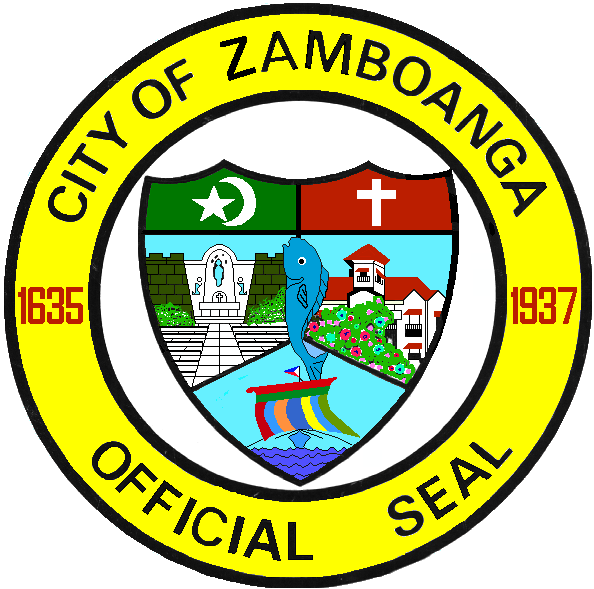 CITY OF ZAMBOANGA
1635
1937
OFFICIAL SEAL